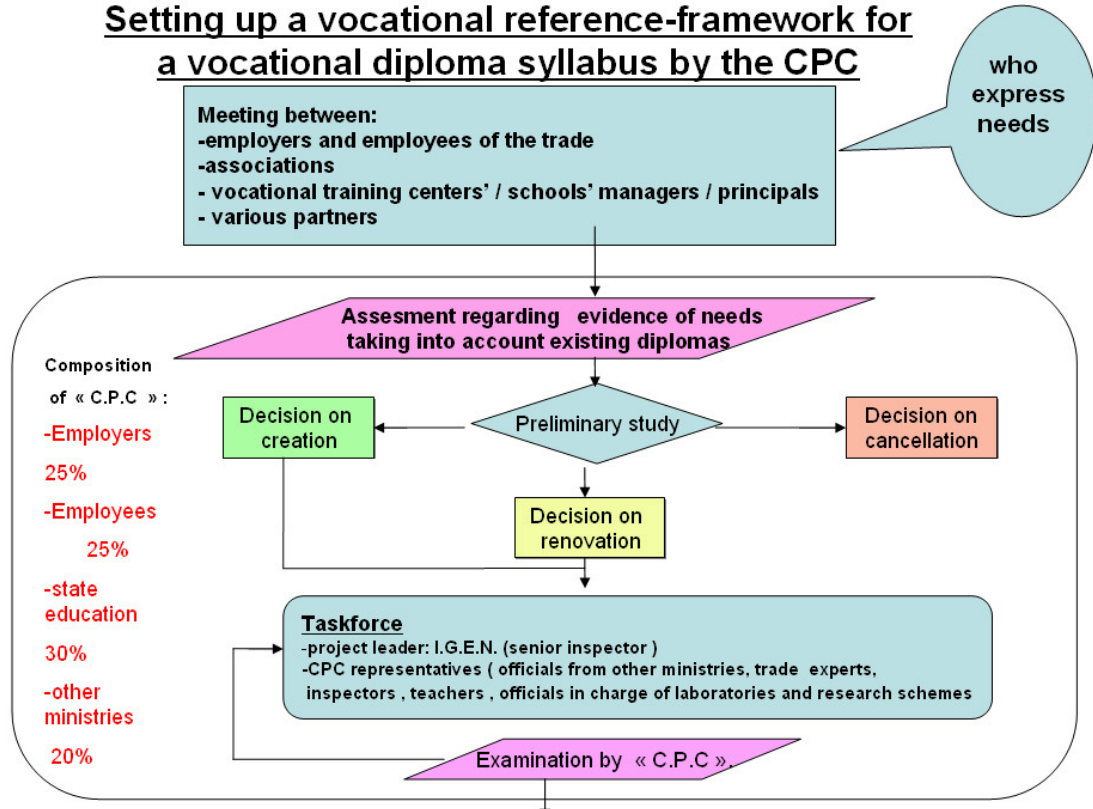 Setting up a vocational reference-framework for
a vocational diploma syllabus by the CPC
who
express
needs
Meeting between:
-employers and employees of the trade
-associations
- vocational training centers’ / schools’ managers / principals
- various partners
Assesment regarding evidence of needs
taking into account existing diplomas
Composition
of « C.P.C » :
-Employers
25%
-Employees
25%
-state
education
30%
-other
ministries
20%
Decision on
creation
Preliminary study
Decision on
cancellation
Decision on
renovation
Taskforce
-project leader: I.G.E.N. (senior inspector )
-CPC representatives ( officials from other ministries, trade experts,
inspectors , teachers , officials in charge of laboratories and research schemes
Examination by « C.P.C ».